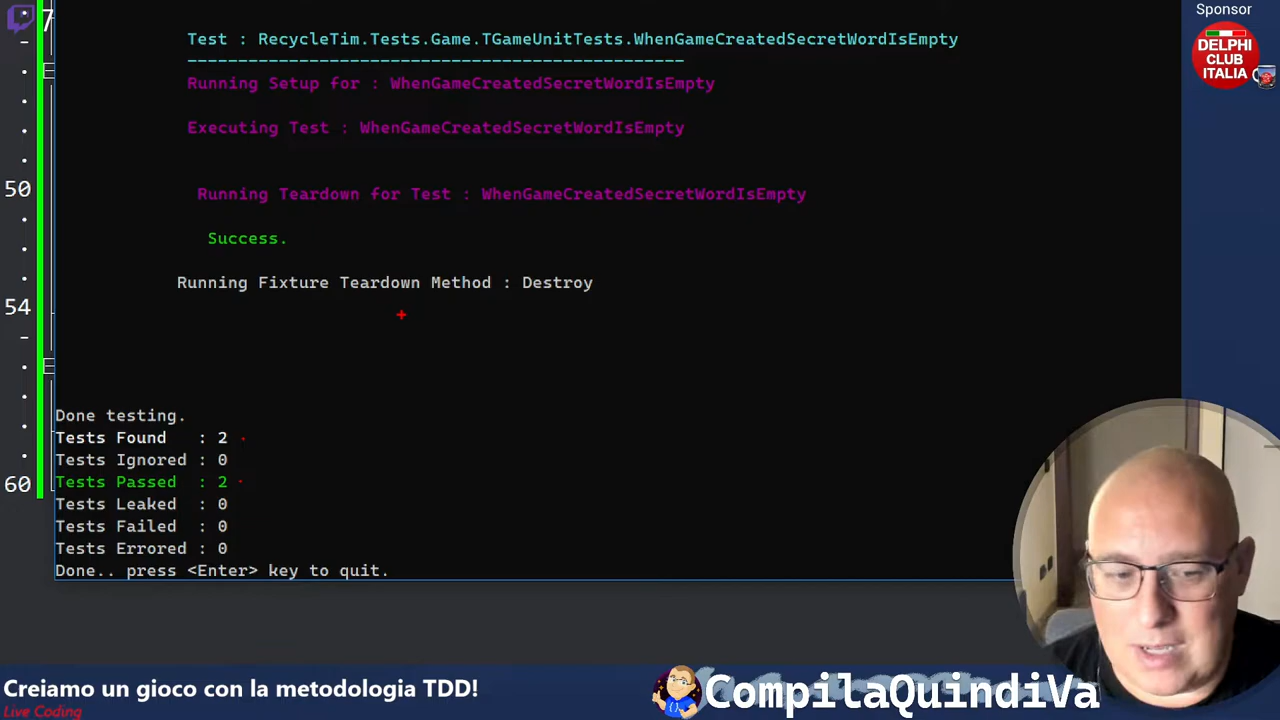 Sponsor
DELPHI
CLUB
ITALIA
7
Test : RecycleTim.Tests.Game.TGameUnitTests.WhenGameCreatedSecretWordIsEmpty
-------------------------------------------------
Running Setup for : WhenGameCreatedSecretWordIsEmpty
Executing Test : WhenGameCreatedSecretWordIsEmpty
50
Running Teardown for Test : WhenGameCreatedSecretWordIsEmpty
Success.
Running Fixture Teardown Method : Destroy
54
Done testing.
Tests Found : 2
Tests Ignored : 0
Tests Passed : 2
60
Tests Leaked : 0
Tests Failed : 0
Tests Errored : 0
Done.. press <Enter> key to quit.
Creiamo un gioco con la metodologia TDD!
Live Coding
CompilaQuindiVa